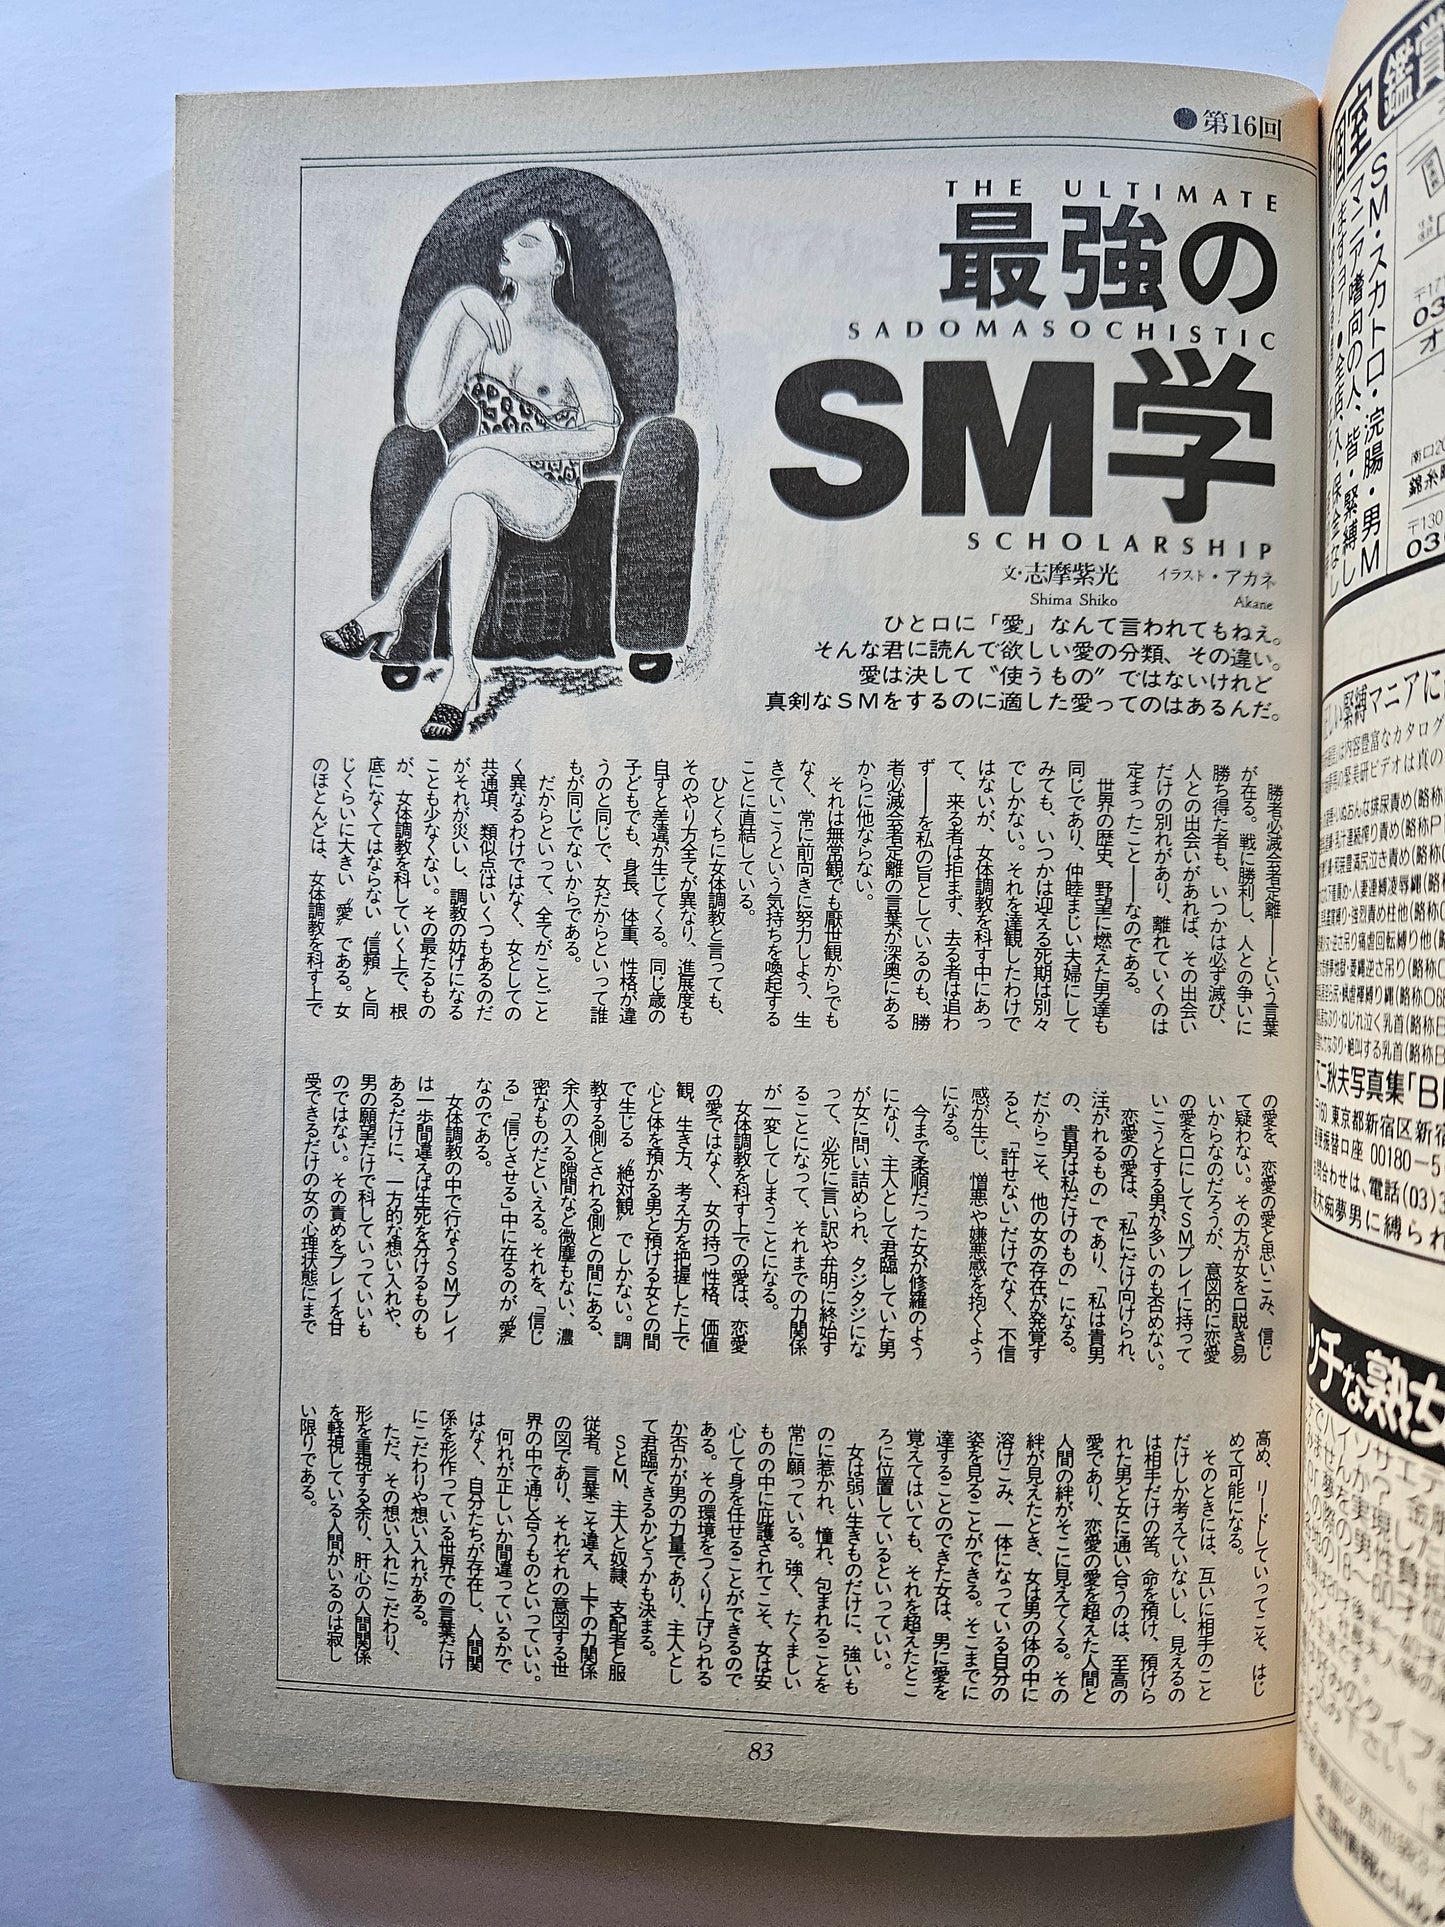 ●第16回
THE ULTIMATE
最強の
SADOMASOCHISTIC
SM学
SCHOLARSHIP
文・志摩紫光 イラスト・アカネ
Shima Shiko Akane
ひと口に「愛」なんて言われてもねえ。
そんな君に読んで欲しい愛の分類、その違い。
愛は決して〝使うもの〟ではないけれど
真剣なSMをするのに適した愛ってのはあるんだ。
勝者必滅会者定離――という言葉
が在る。戦に勝利し、人との争いに
勝ち得た者も、いつかは必ず滅び、
人との出会いがあれば、その出会い
だけの別れがあり、離れていくのは
定まったこと――なのである。
世界の歴史、野望に燃えた男達も
同じであり、仲睦まじい夫婦にして
みても、いつかは迎える死期は別々
でしかない。それを達観したわけで
はないが、女体調教を科す中にあっ
て、来る者は拒まず、去る者は追わ
ず――を私の旨としているのも、勝
者必滅会者定離の言葉が深奥にある
からに他ならない。
それは無常観でも厭世観からでも
なく、常に前向きに努力しよう、生
きていこうという気持ちを喚起する
ことに直結している。
ひとくちに女体調教と言っても、
そのやり方全てが異なり、進展度も
自ずと差違が生じてくる。同じ歳の
子どもでも、身長、体重、性格が違
うのと同じで、女だからといって誰
もが同じでないからである。
だからといって、全てがことごと
く異なるわけではなく、女としての
共通項、類似点はいくつもあるのだ
がそれが災いし、調教の妨げになる
ことも少なくない。その最たるもの
が、女体調教を科していく上で、根
底になくてはならない〝信頼〟と同
じくらいに大きい〝愛〟である。女
のほとんどは、女体調教を科す上で
の愛を、恋愛の愛と思いこみ、信じ
て疑わない。その方が女を口説き易
いからなのだろうが、意図的に恋愛
の愛を口にしてSMプレイに持って
いこうとする男が多いのも否めない。
恋愛の愛は、「私にだけ向けられ、
注がれるもの」であり、「私は貴男
の、貴男は私だけのもの」になる。
だからこそ、他の女の存在が発覚す
ると、「許せない」だけでなく、不信
感が生じ、憎悪や嫌悪感を抱くよう
になる。
今まで柔順だった女が修羅のよう
になり、主人として君臨していた男
が女に問い詰められ、タジタジにな
って、必死に言い訳や弁明に終始す
ることになって、それまでの力関係
が一変してしまうことになる。
女体調教を科す上での愛は、恋愛
の愛ではなく、女の持つ性格、価値
観、生き方、考え方を把握した上で
心と体を預かる男と預ける女との間
で生じる〝絶対観〟でしかない。調
教する側とされる側との間にある、
余人の入る隙間など微塵もない、濃
密なものだといえる。それを、「信じ
る」「信じさせる」中に在るのが〝愛〟
なのである。
女体調教の中で行なうSMプレイ
は一歩間違えば生死を分けるものも
あるだけに、一方的な想い入れや、
男の願望だけで科していっていいも
のではない。その責めをプレイを甘
受できるだけの女の心理状態にまで
高め、リードしていってこそ、はじ
めて可能になる。
そのときには、互いに相手のこと
だけしか考えていないし、見えるの
は相手だけの筈。命を預け、預けら
れた男と女に通い合うのは、至高の
愛であり、恋愛の愛を超えた人間と
人間の絆がそこに見えてくる。その
絆が見えたとき、女は男の体の中に
溶けこみ、一体になっている自分の
姿を見ることができる。そこまでに
達することのできた女は、男に愛を
覚えてはいても、それを超えたとこ
ろに位置しているといっていい。
女は弱い生きものだけに、強いも
のに惹かれ、憧れ、包まれることを
常に願っている。強く、たくましい
ものの中に庇護されてこそ、女は安
心して身を任せることができるので
ある。その環境をつくり上げられる
か否かが男の力量であり、主人とし
て君臨できるかどうかも決まる。
SとM、主人と奴隷、支配者と服
従者。言葉こそ違え、上下の力関係
の図であり、それぞれの意図する世
界の中で通じ合うものといっていい。
何れが正しいか間違っているかで
はなく、自分たちが存在し、人間関
係を形作っている世界での言葉だけ
にこだわりや想い入れがある。
ただ、その想い入れにこだわり、
形を重視する余り、肝心の人間関係
を軽視している人間がいるのは寂し
い限りである。
83
鑑賞
SM・スカトロ・浣腸・男M
マニア嗜向の人、皆・緊縛し